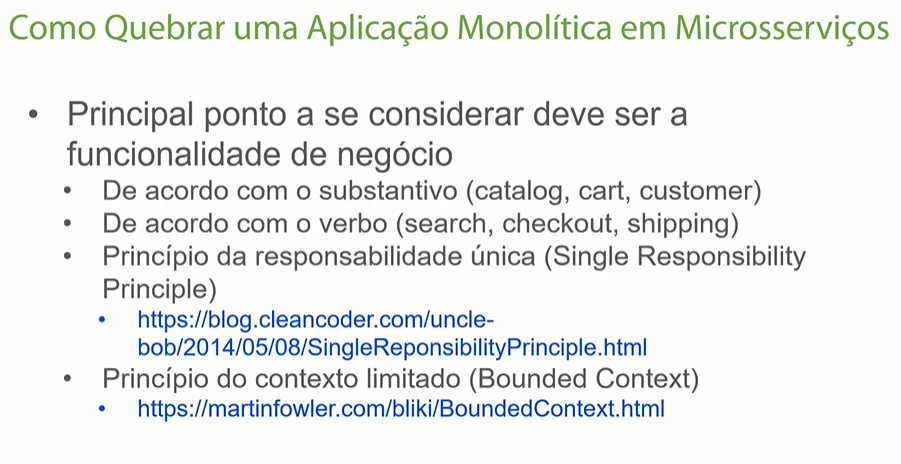 Como Quebrar uma Aplicação Monolítica em Microsserviços
• Principal ponto a se considerar deve ser a
funcionalidade de negócio
• De acordo com o substantivo (catalog, cart, customer)
• De acordo com o verbo (search, checkout, shipping)
• Princípio da responsabilidade única (Single Responsibility
Principle)
• https://blog.cleancoder.com/uncle-
bob/2014/05/08/SingleReponsibilityPrinciple.html
• Princípio do contexto limitado (Bounded Context)
• https://martinfowler.com/bliki/BoundedContext.html